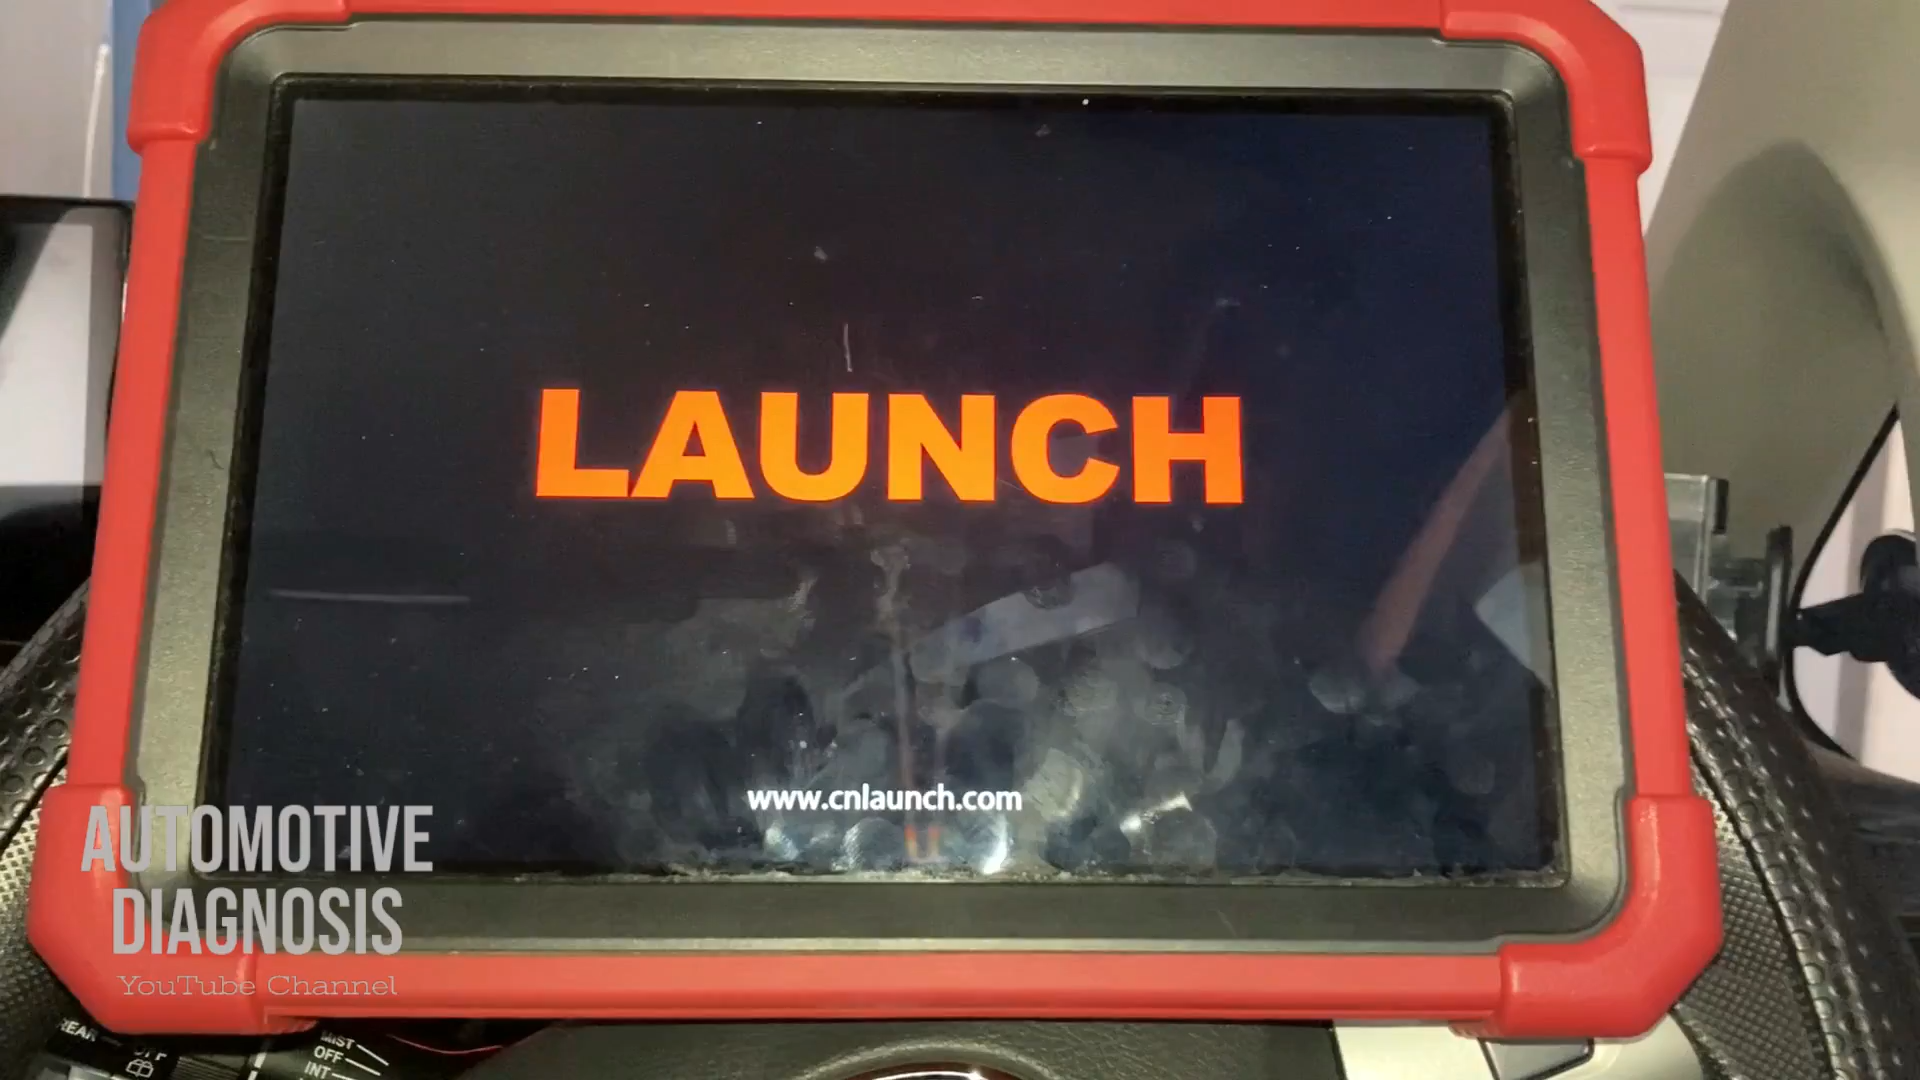 LAUNCH
www.cnlaunch.com
AUTOMOTIVE
DIAGNOSIS
YouTube Channel
REAR
OFF
MIST
OFF
INT